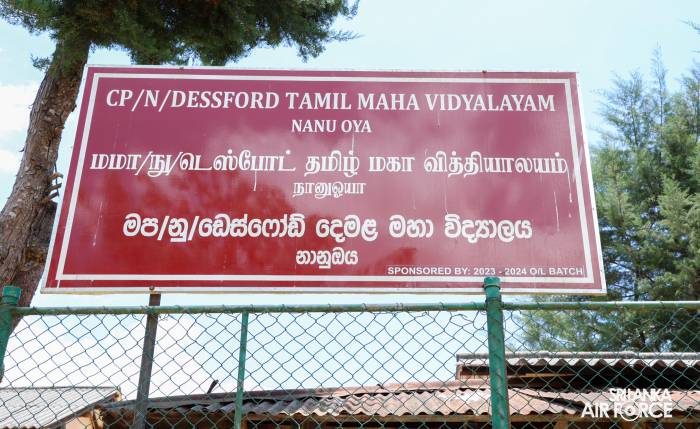 CP/N/DESSFORD TAMIL MAHA VIDYALAYAM
NANU OYA
மமா/நு/டெஸ்போட் தமிழ் மகா வித்தியாலயம்
நானுஓயா
මප/නු/ඩෙස්ෆෝඩ් දෙමළ මහා විද්‍යාලය
නානුඔය
SPONSORED BY: 2023 - 2024 O/L BATCH
SRI LANKA
AIR FORCE